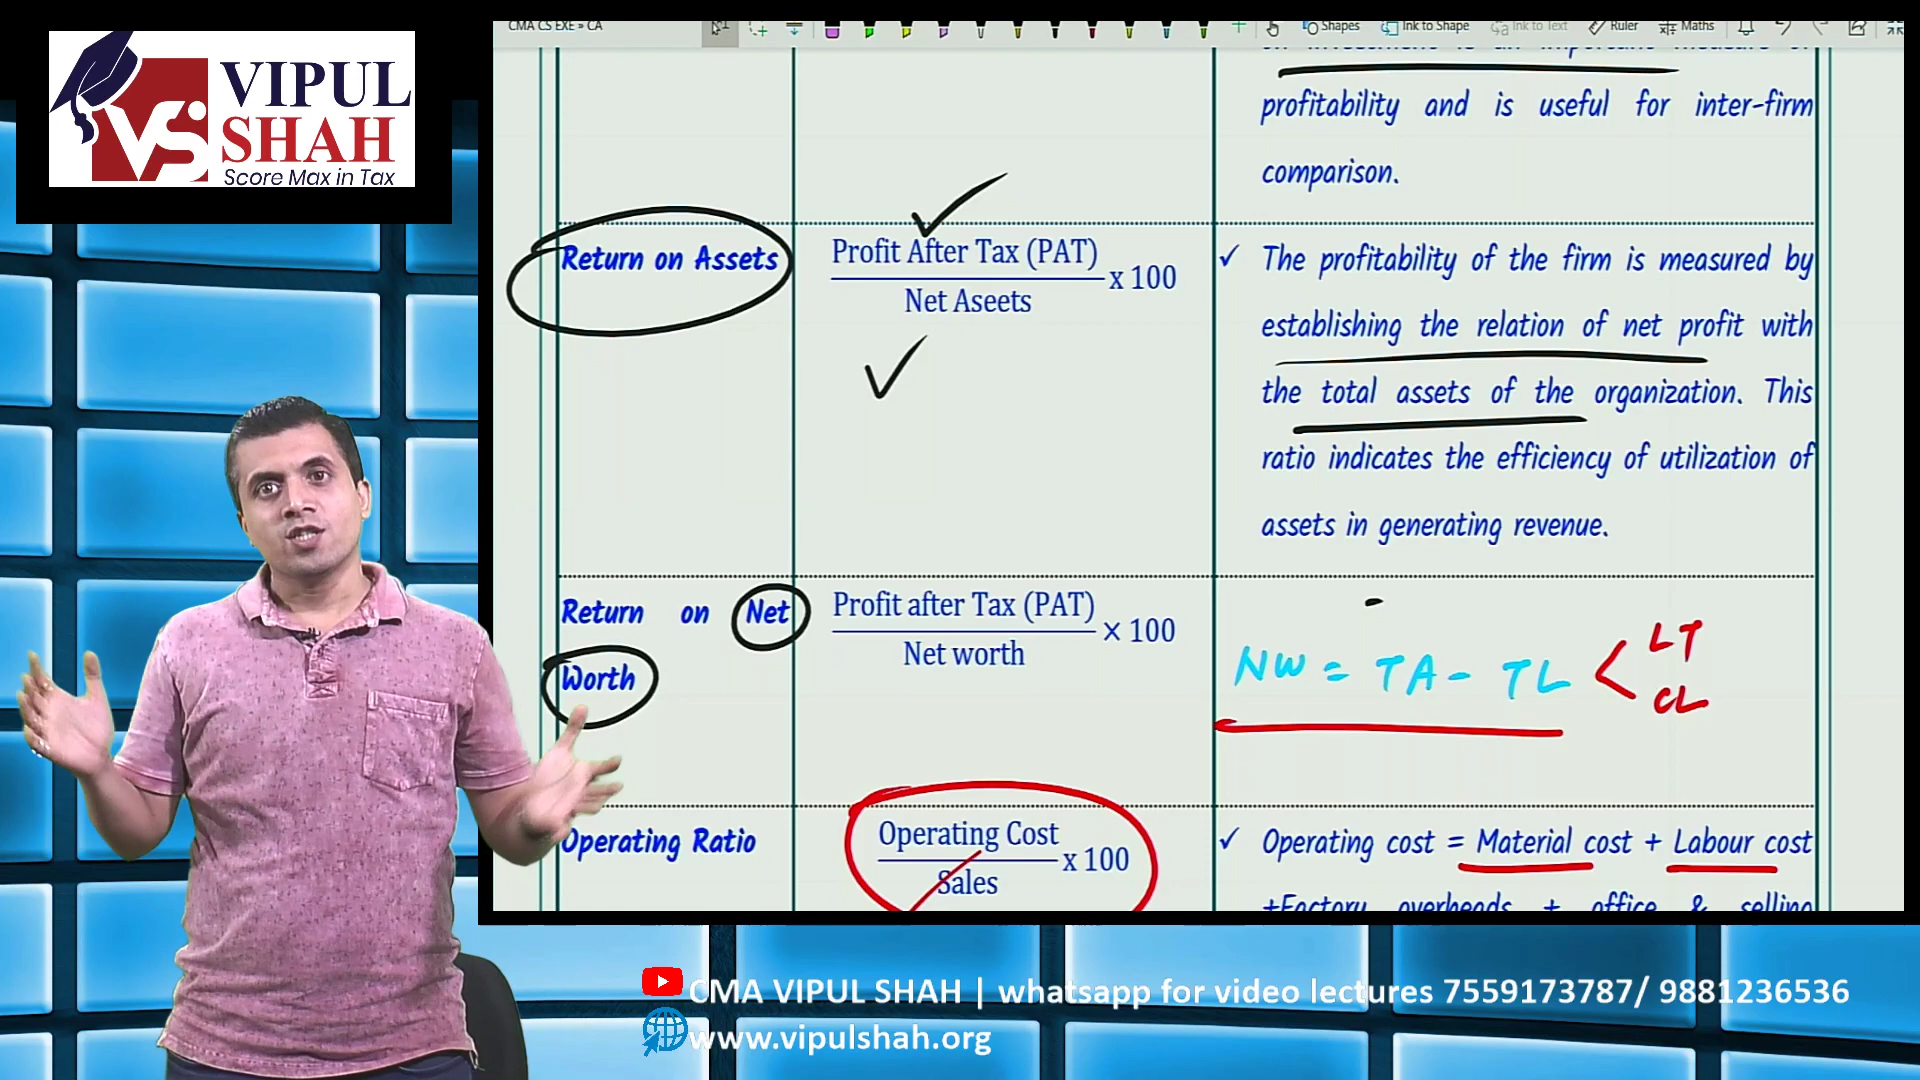 VIPUL
SHAH
Score Max in Tax
VS
CMA CS EXE » CA
Shapes
Ink to Shape
Ink to Text
Ruler
Maths
profitability and is useful for inter-firm
comparison.
Return on Assets
Profit After Tax (PAT)
Net Aseets
x 100
✓ The profitability of the firm is measured by
establishing the relation of net profit with
the total assets of the organization. This
ratio indicates the efficiency of utilization of
assets in generating revenue.
Return on Net
Worth
Profit after Tax (PAT)
Net worth
× 100
NW = TA - TL < LT
CL
Operating Ratio
Operating Cost
Sales
x 100
✓ Operating cost = Material cost + Labour cost
+Factory overheads + office & selling
CMA VIPUL SHAH | whatsapp for video lectures 7559173787/ 9881236536
www.vipulshah.org